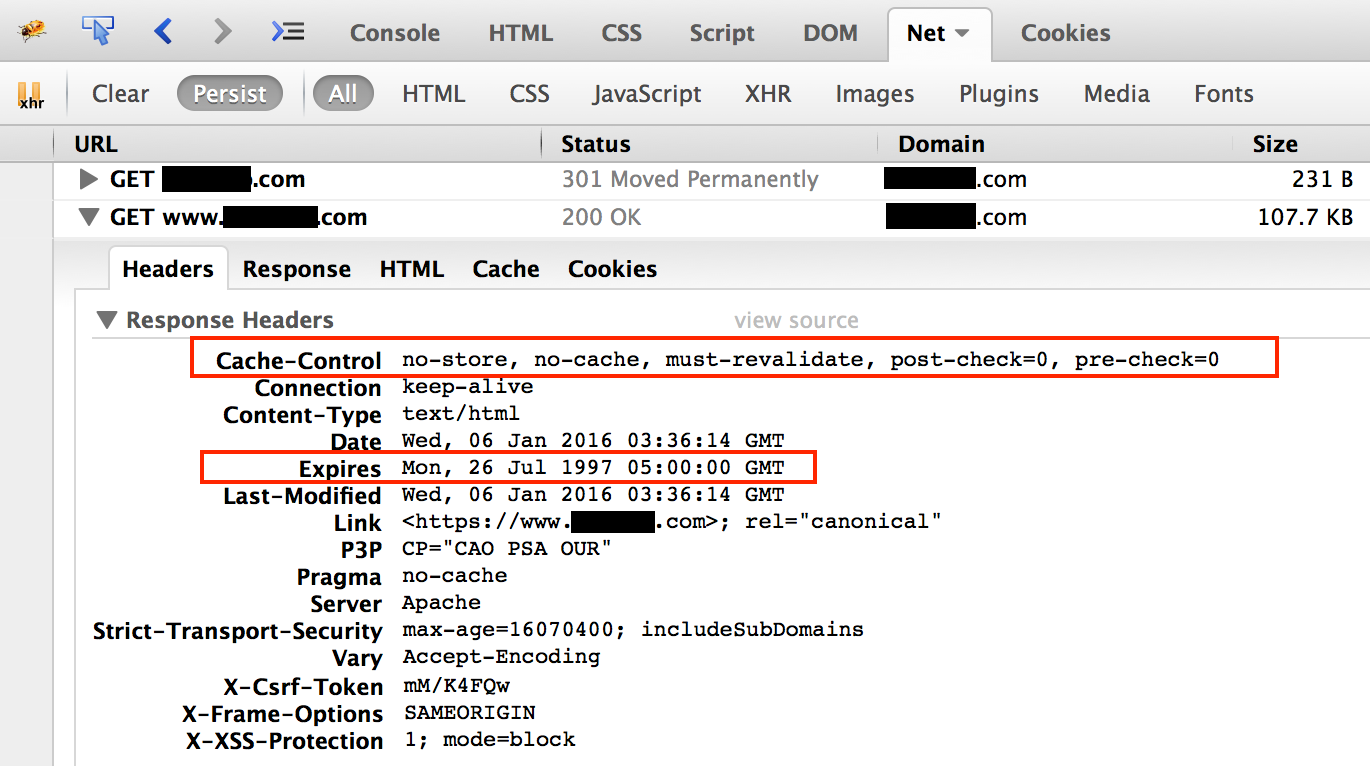 Console HTML CSS Script DOM Net Cookies
xhr Clear Persist All HTML CSS JavaScript XHR Images Plugins Media Fonts
URL Status Domain Size
GET .com 301 Moved Permanently .com 231 B
GET www. .com 200 OK .com 107.7 KB
Headers Response HTML Cache Cookies
Response Headers view source
Cache-Control no-store, no-cache, must-revalidate, post-check=0, pre-check=0
Connection keep-alive
Content-Type text/html
Date Wed, 06 Jan 2016 03:36:14 GMT
Expires Mon, 26 Jul 1997 05:00:00 GMT
Last-Modified Wed, 06 Jan 2016 03:36:14 GMT
Link <https://www. .com>; rel="canonical"
P3P CP="CAO PSA OUR"
Pragma no-cache
Server Apache
Strict-Transport-Security max-age=16070400; includeSubDomains
Vary Accept-Encoding
X-Csrf-Token mM/K4FQw
X-Frame-Options SAMEORIGIN
X-XSS-Protection 1; mode=block